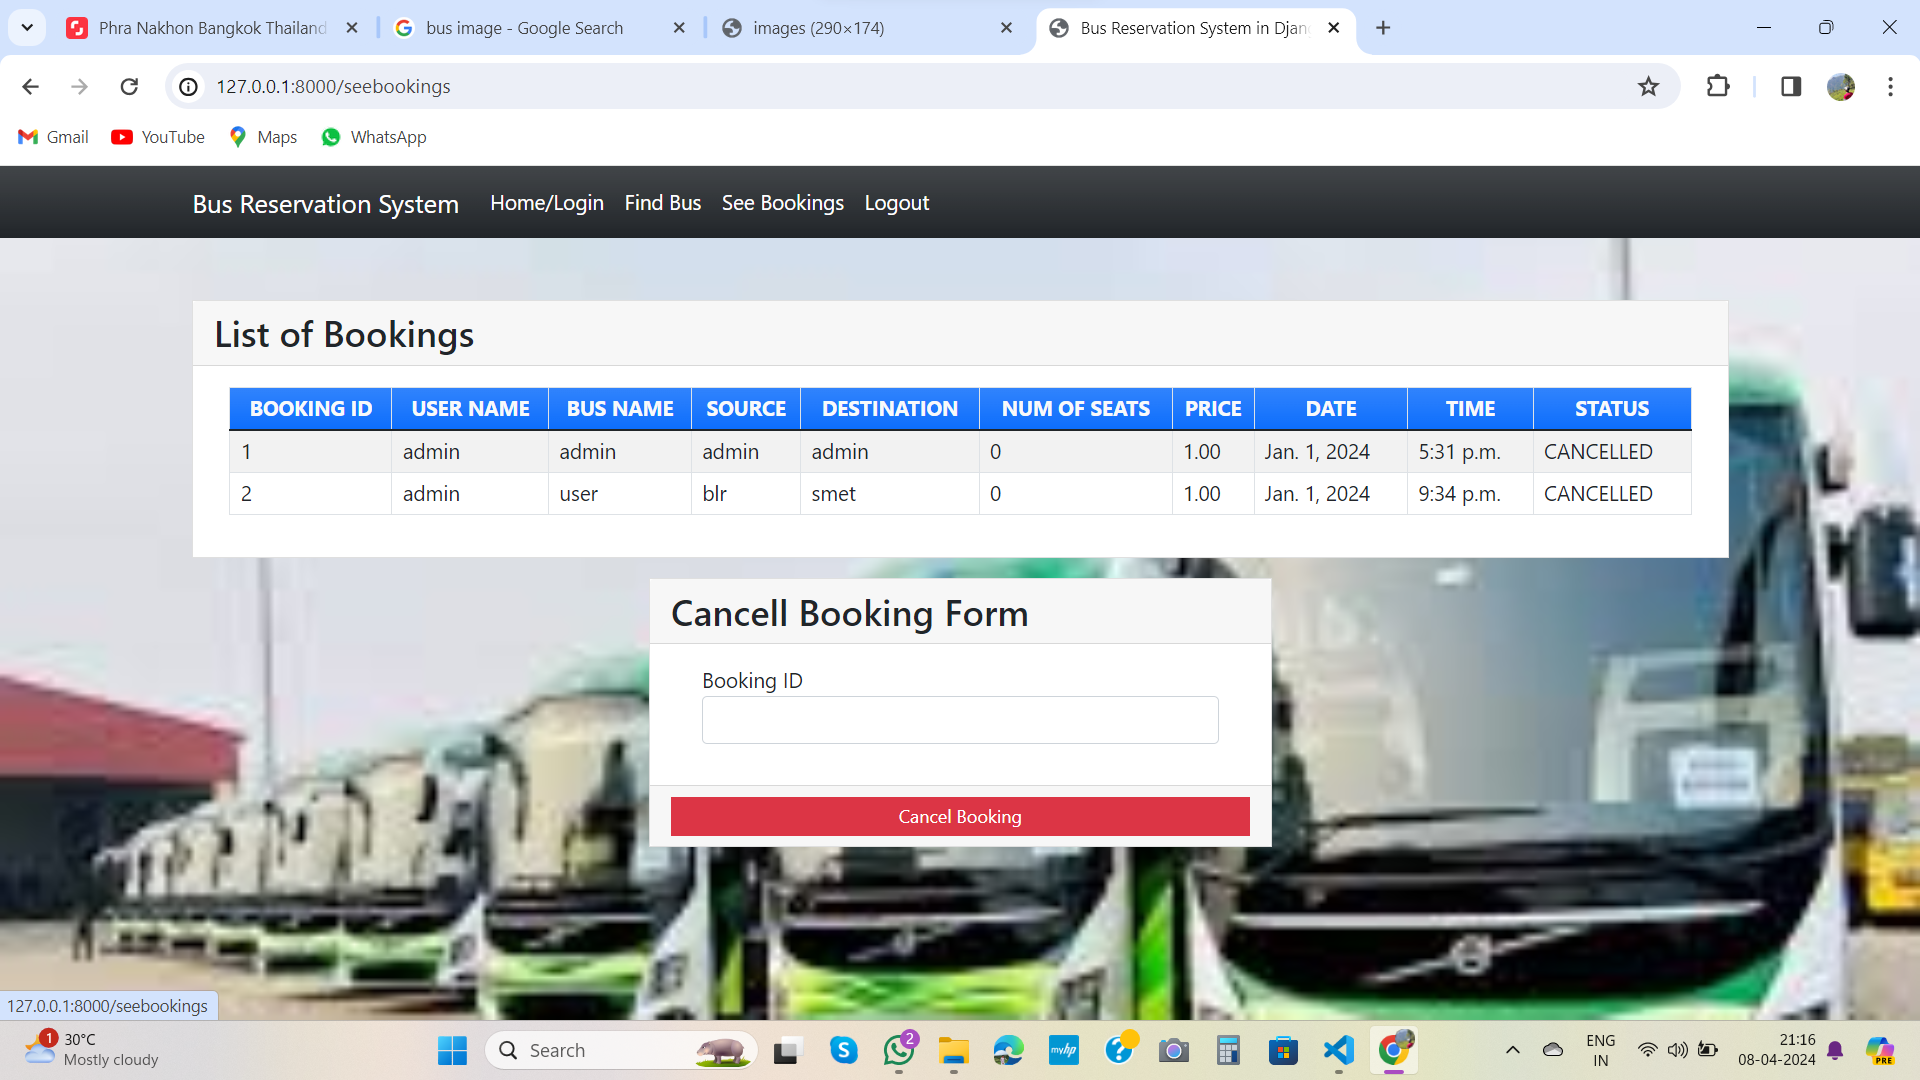 Phra Nakhon Bangkok Thailand
bus image - Google Search
images (290×174)
Bus Reservation System in Djan
127.0.0.1:8000/seebookings
Gmail YouTube Maps WhatsApp
Bus Reservation System Home/Login Find Bus See Bookings Logout
List of Bookings
BOOKING ID USER NAME BUS NAME SOURCE DESTINATION NUM OF SEATS PRICE DATE TIME STATUS
1 admin admin admin admin 0 1.00 Jan. 1, 2024 5:31 p.m. CANCELLED
2 admin user blr smet 0 1.00 Jan. 1, 2024 9:34 p.m. CANCELLED
Cancell Booking Form
Booking ID
Cancel Booking
127.0.0.1:8000/seebookings
1
30°C
Mostly cloudy
Search
S
2
myhp
?
PRE
ENG
IN
21:16
08-04-2024